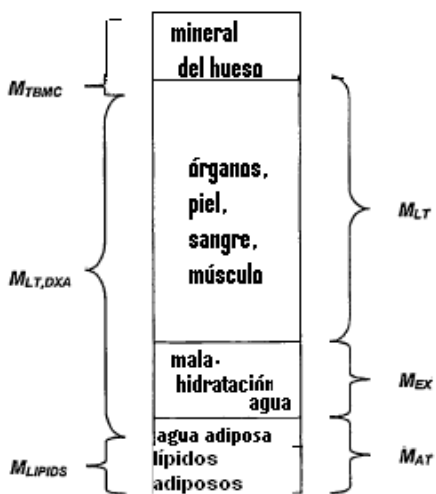 mineral
del hueso
M_TBMC
órganos,
piel,
sangre,
músculo
M_LT
M_LT,DXA
mala-
hidratación
agua
M_EX
agua adiposa
lípidos
adiposos
M_LIPIDS
M_AT